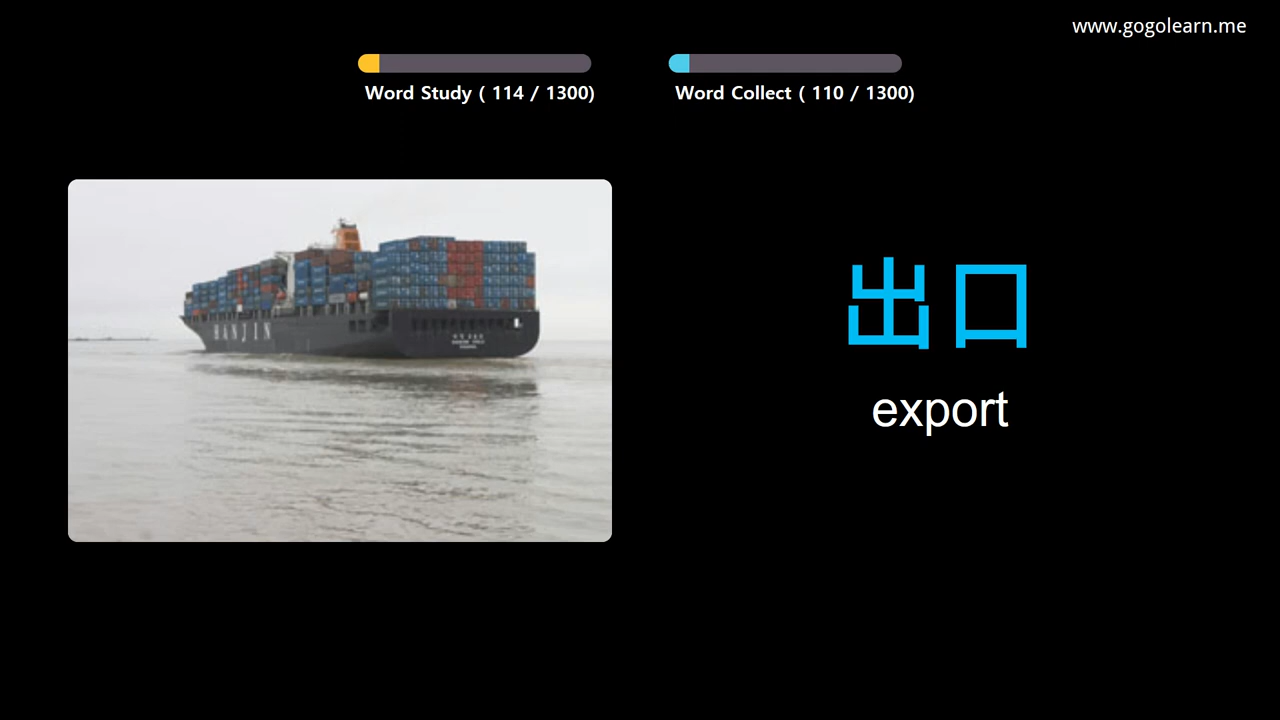 www.gogolearn.me
Word Study ( 114 / 1300)
Word Collect ( 110 / 1300)
HANJIN
出口
export